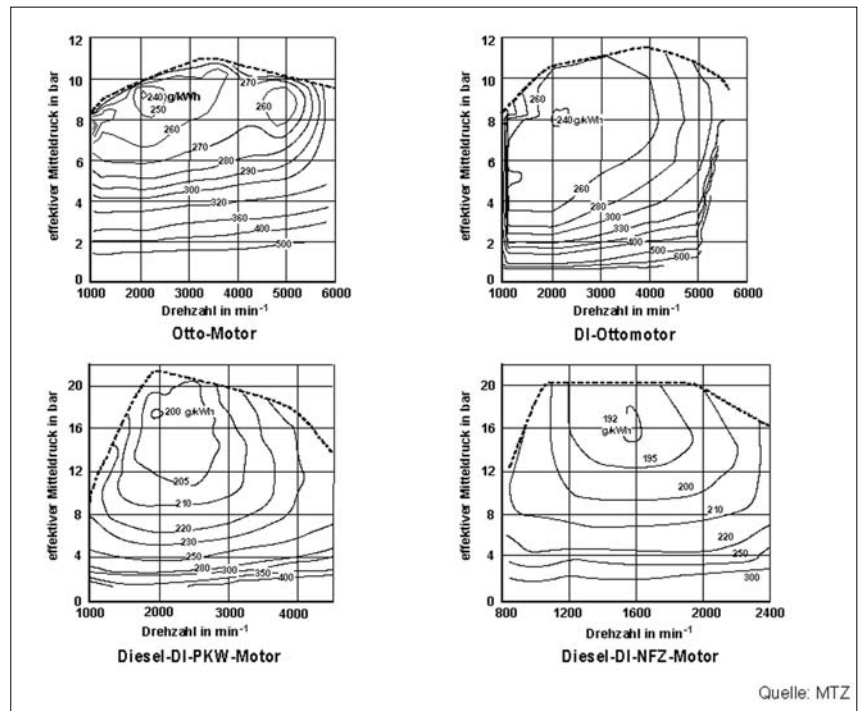 effektiver Mitteldruck in bar
12
10
8
6
4
2
0
240 g/kWh
250
260
270
260
270
280
290
300
320
360
400
500
1000 2000 3000 4000 5000 6000
Drehzahl in min-1
Otto-Motor
effektiver Mitteldruck in bar
12
10
8
6
4
2
0
260
240 g/kWh
260
280
300
330
400
500
600
1000 2000 3000 4000 5000 6000
Drehzahl in min-1
DI-Ottomotor
effektiver Mitteldruck in bar
20
16
12
8
4
0
200 g/kWh
205
210
220
230
250
280 300 350 400
1000 2000 3000 4000
Drehzahl in min-1
Diesel-DI-PKW-Motor
effektiver Mitteldruck in bar
20
16
12
8
4
0
192
g/kWh
195
200
210
220
250
300
800 1200 1600 2000 2400
Drehzahl in min-1
Diesel-DI-NFZ-Motor
Quelle: MTZ